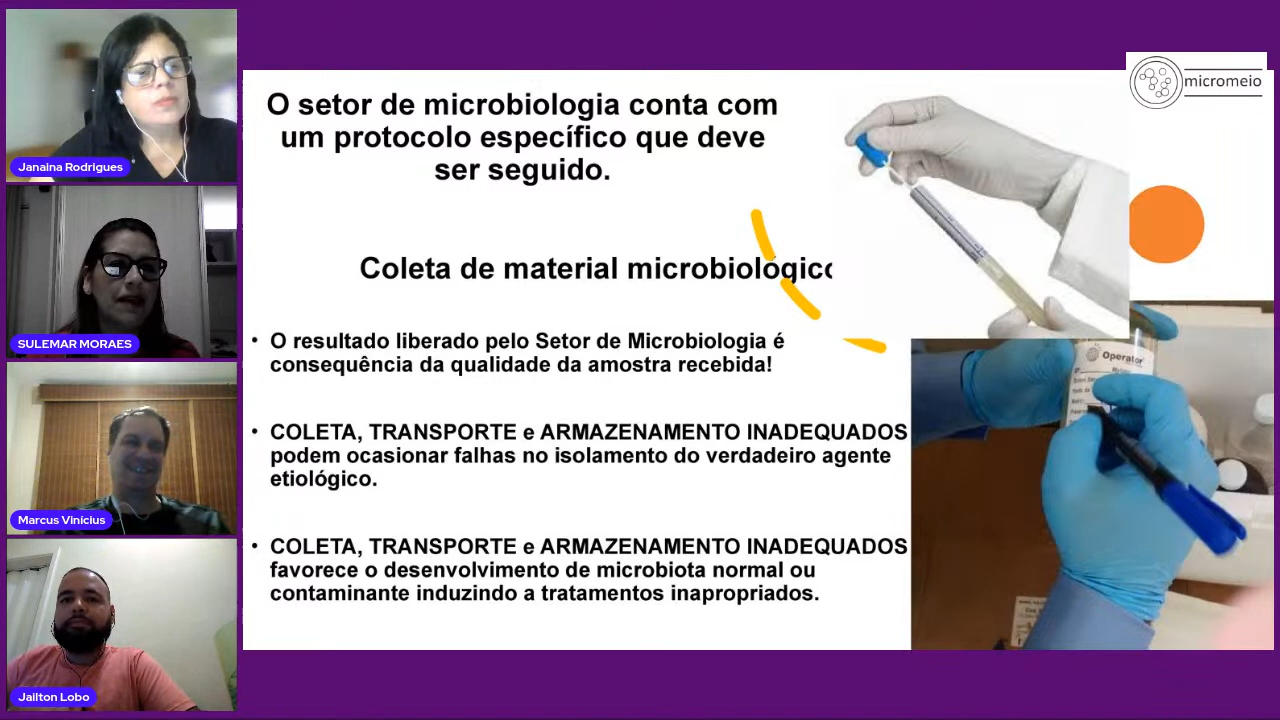 Janaina Rodrigues
SULEMAR MORAES
Marcus Vinícius
Jailton Lobo
micromeio
O setor de microbiologia conta com
um protocolo específico que deve
ser seguido.
Coleta de material microbiológico
• O resultado liberado pelo Setor de Microbiologia é
consequência da qualidade da amostra recebida!
• COLETA, TRANSPORTE e ARMAZENAMENTO INADEQUADOS
podem ocasionar falhas no isolamento do verdadeiro agente
etiológico.
• COLETA, TRANSPORTE e ARMAZENAMENTO INADEQUADOS
favorece o desenvolvimento de microbiota normal ou
contaminante induzindo a tratamentos inapropriados.
Operator